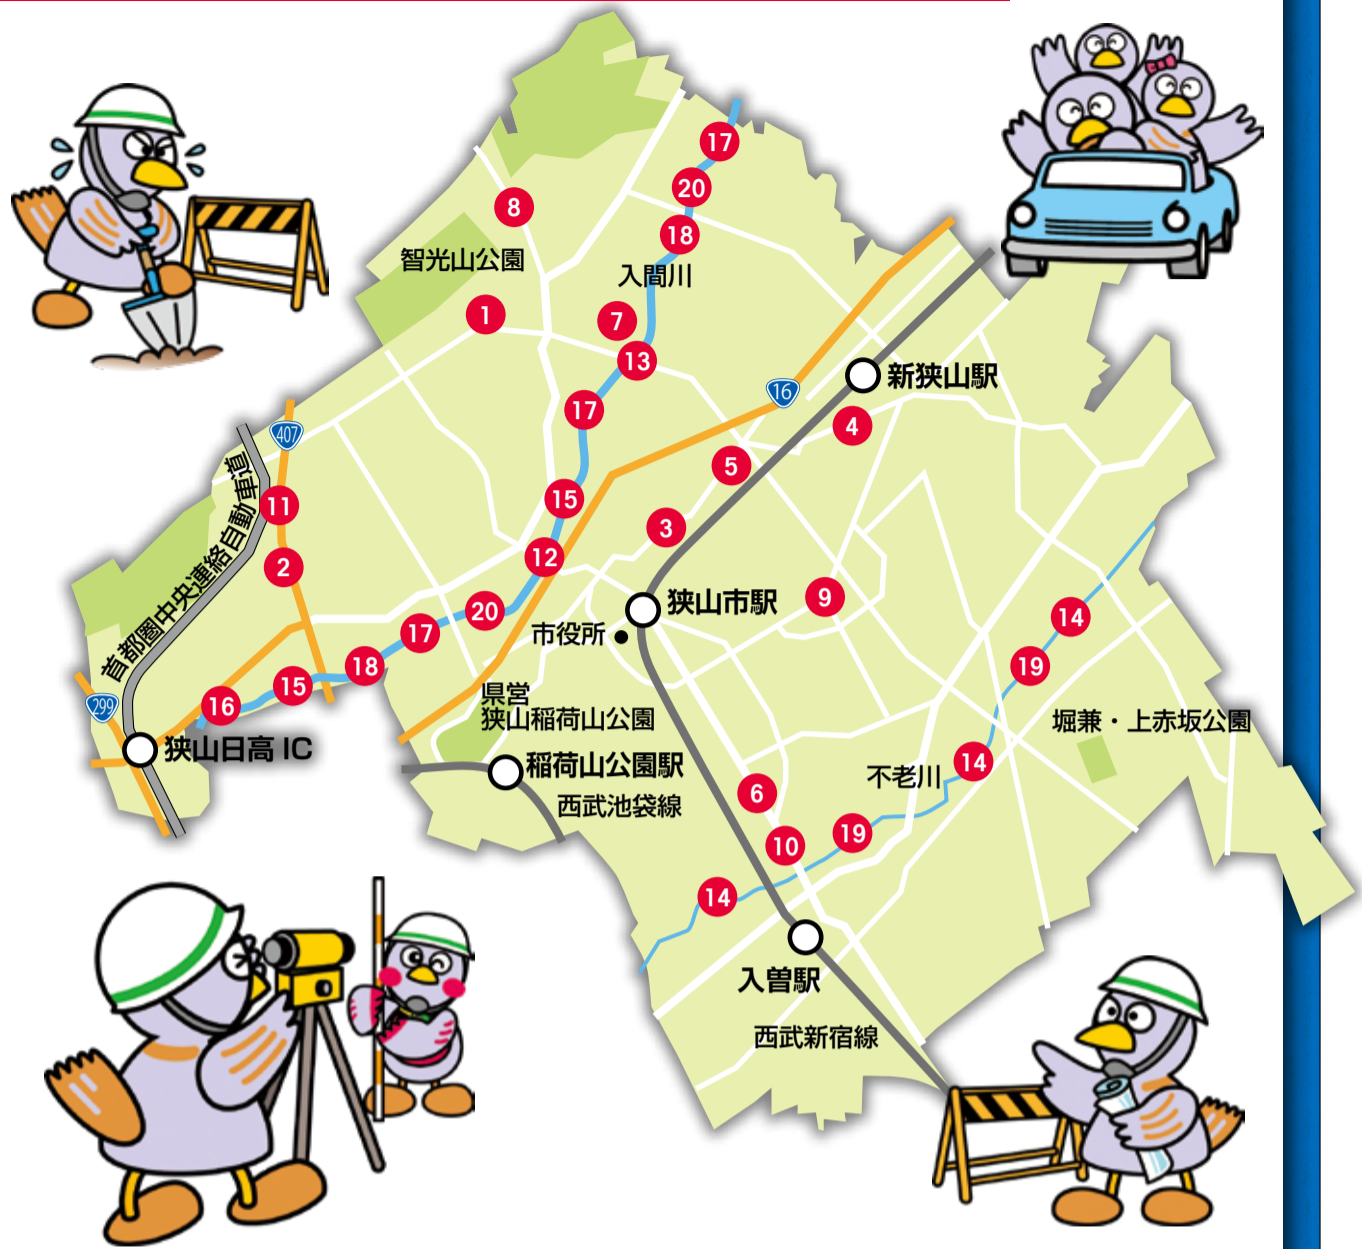 17
20
8
18
智光山公園
入間川
1
7
13
新狭山駅
16
17
4
407
5
首都圏中央連絡自動車道
11
15
3
12
2
狭山市駅
9
20
14
17
市役所
18
19
15
県営
狭山稲荷山公園
16
299
堀兼・上赤坂公園
狭山日高IC
稲荷山公園駅
14
不老川
6
西武池袋線
19
10
14
入曽駅
西武新宿線